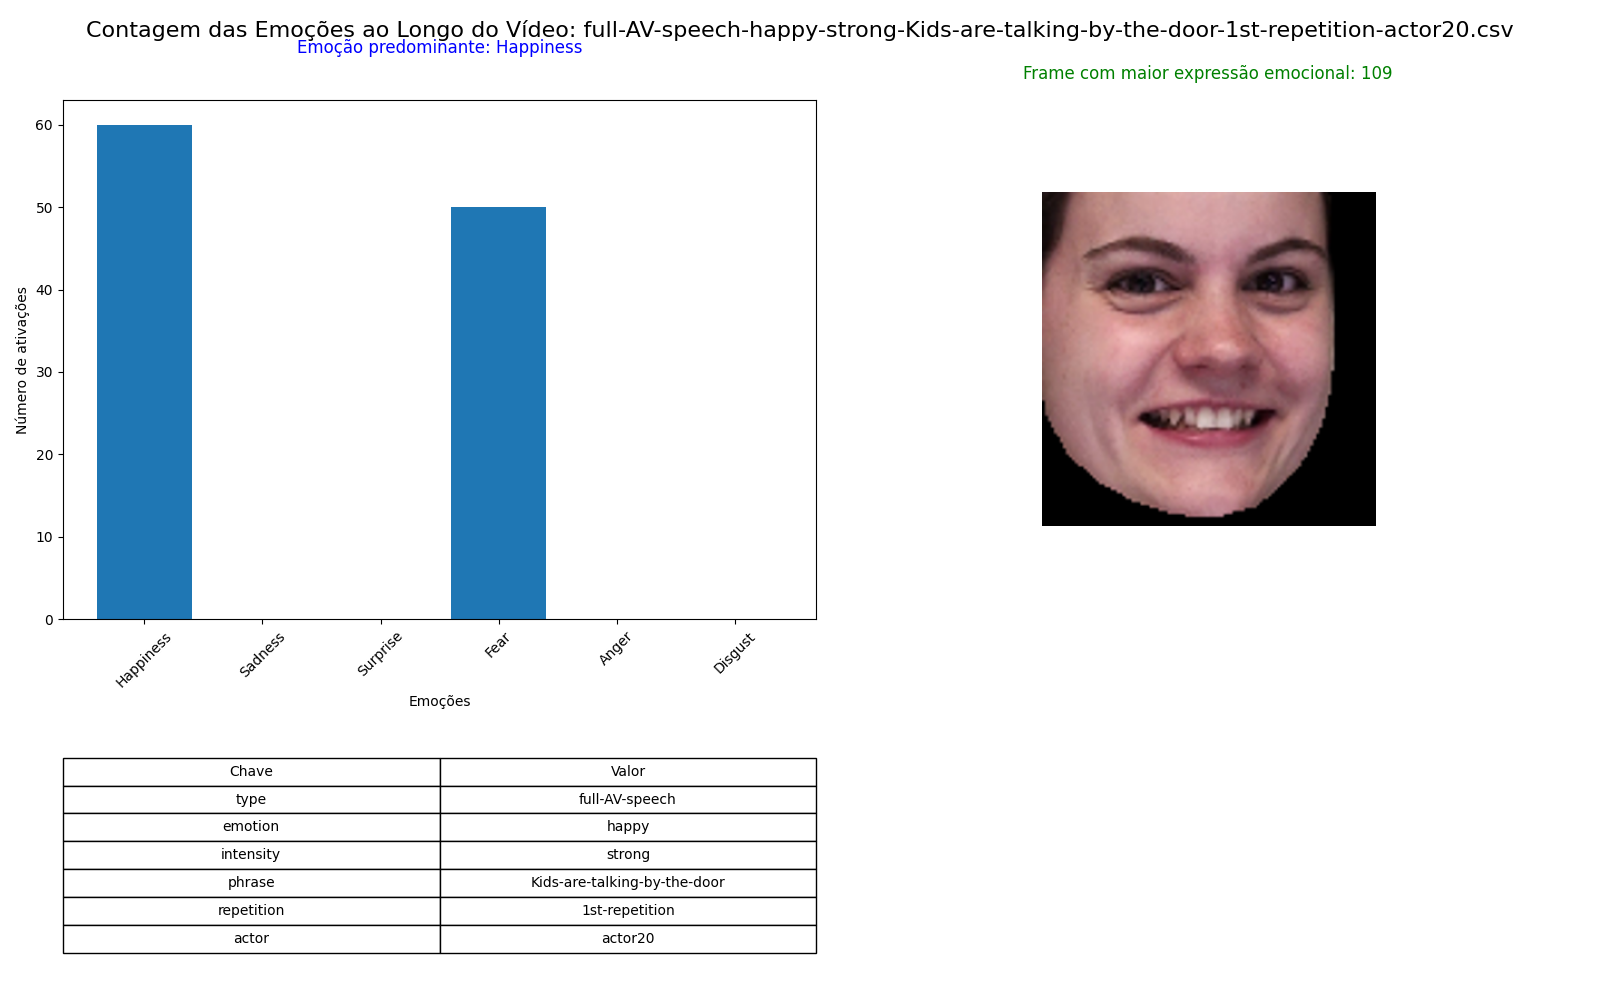 Contagem das Emoções ao Longo do Vídeo: full-AV-speech-happy-strong-Kids-are-talking-by-the-door-1st-repetition-actor20.csv
Emoção predominante: Happiness
Número de ativações
60
50
40
30
20
10
0
Happiness
Sadness
Surprise
Fear
Anger
Disgust
Emoções
Frame com maior expressão emocional: 109
Chave Valor
type full-AV-speech
emotion happy
intensity strong
phrase Kids-are-talking-by-the-door
repetition 1st-repetition
actor actor20